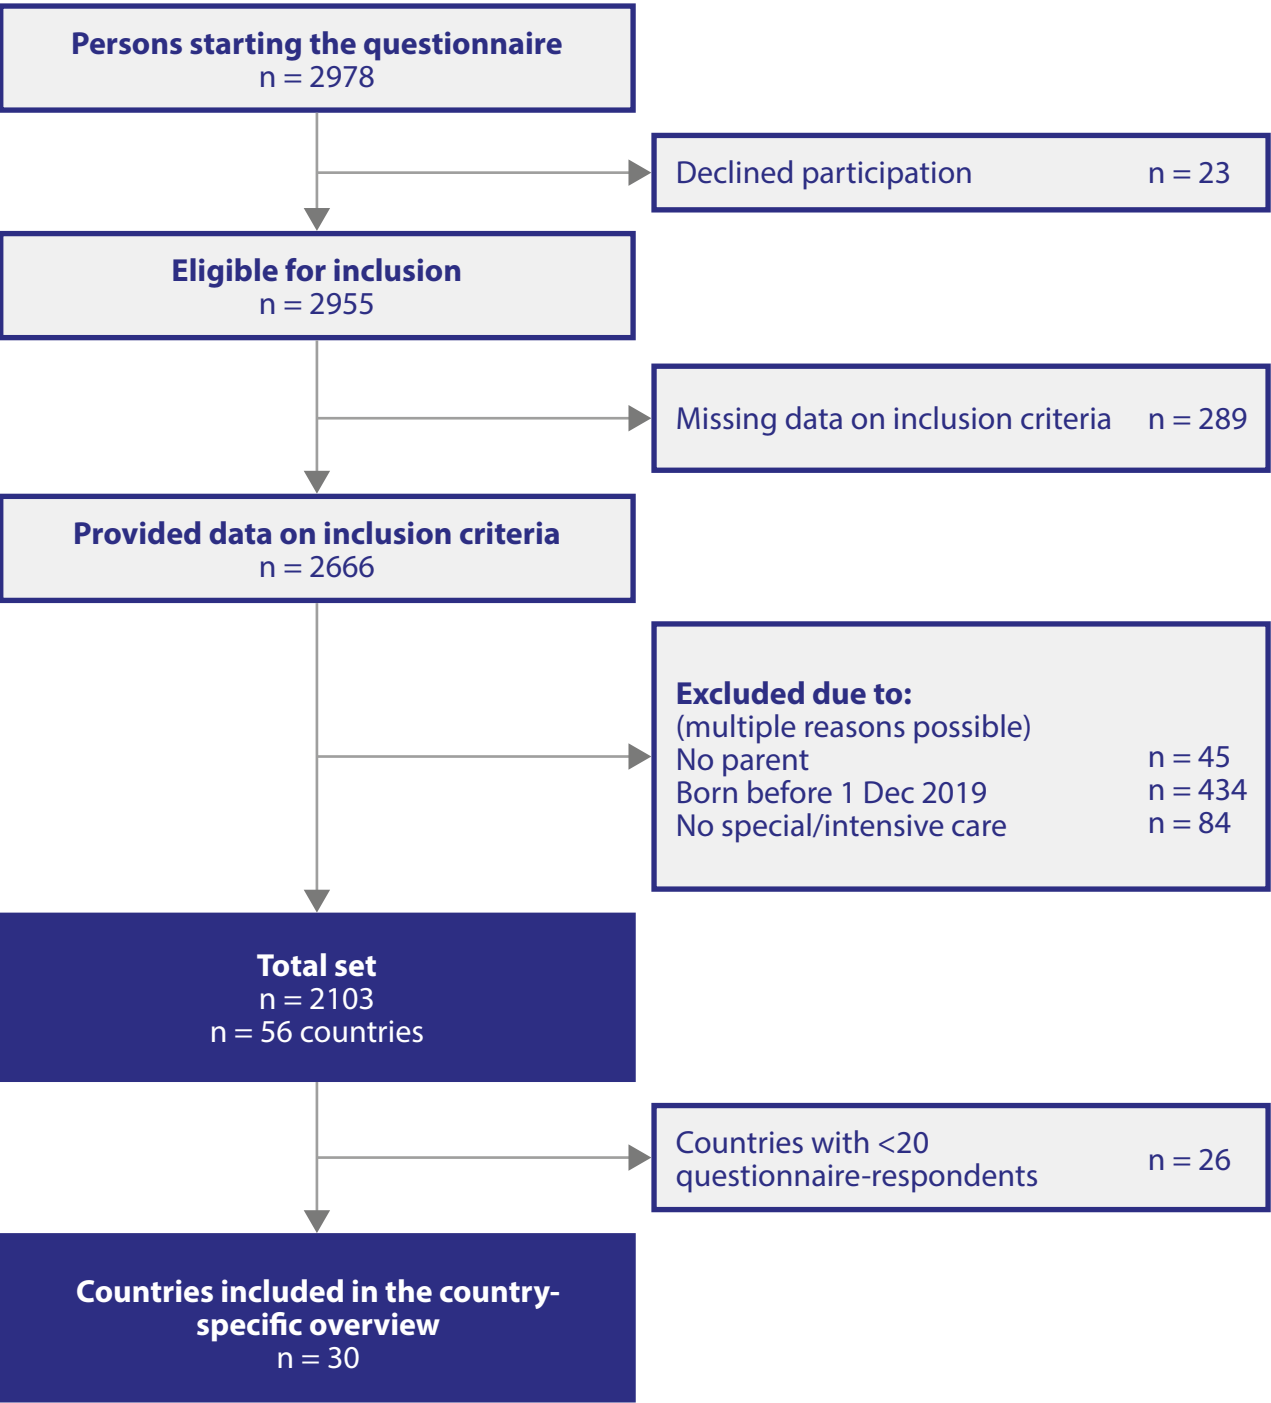 Persons starting the questionnaire
n = 2978
Declined participation n = 23
Eligible for inclusion
n = 2955
Missing data on inclusion criteria n = 289
Provided data on inclusion criteria
n = 2666
Excluded due to:
(multiple reasons possible)
No parent n = 45
Born before 1 Dec 2019 n = 434
No special/intensive care n = 84
Total set
n = 2103
n = 56 countries
Countries with <20
questionnaire-respondents n = 26
Countries included in the country-
specific overview
n = 30